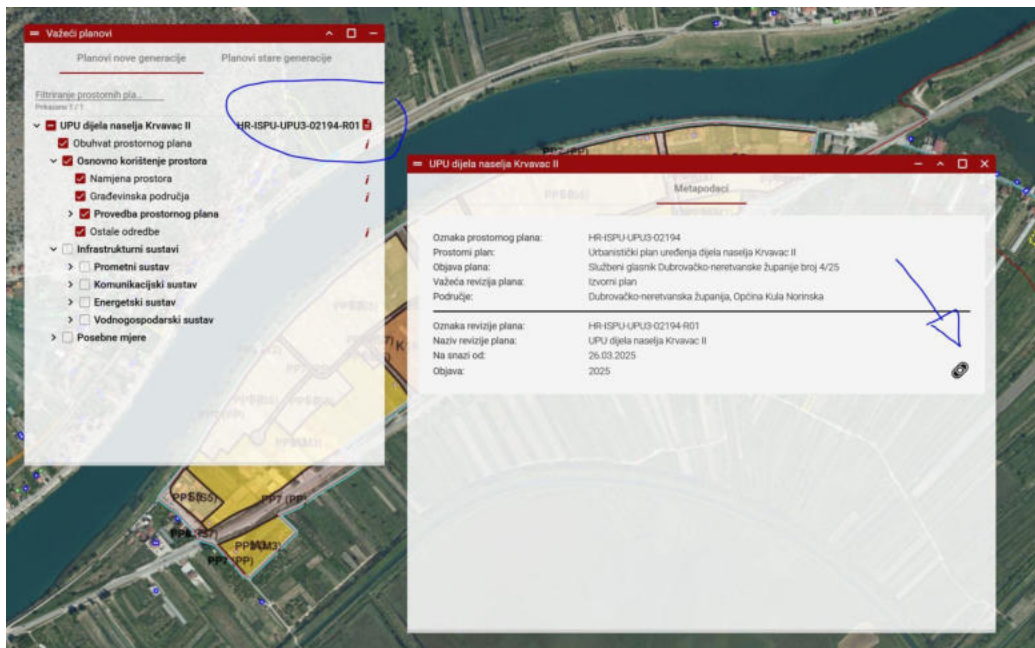 Važeći planovi
Planovi nove generacije
Planovi stare generacije
Filtriranje prostornih pla...
Prikazano 1 / 1
UPU dijela naselja Krvavac II
HR-ISPU-UPU3-02194-R01
Obuhvat prostornog plana
Osnovno korištenje prostora
Namjena prostora
Građevinska područja
Provedba prostornog plana
Ostale odredbe
Infrastrukturni sustavi
Prometni sustav
Komunikacijski sustav
Energetski sustav
Vodnogospodarski sustav
Posebne mjere
UPU dijela naselja Krvavac II
Metapodaci
Oznaka prostornog plana: HR-ISPU-UPU3-02194
Prostorni plan: Urbanistički plan uređenja dijela naselja Krvavac II
Objava plana: Službeni glasnik Dubrovačko-neretvanske županije broj 4/25
Važeća revizija plana: Izvorni plan
Područje: Dubrovačko-neretvanska županija, Općina Kula Norinska
Oznaka revizije plana: HR-ISPU-UPU3-02194-R01
Naziv revizije plana: UPU dijela naselja Krvavac II
Na snazi od: 26.03.2025
Objava: 2025
PP7 (PP)
PP7 (PP)